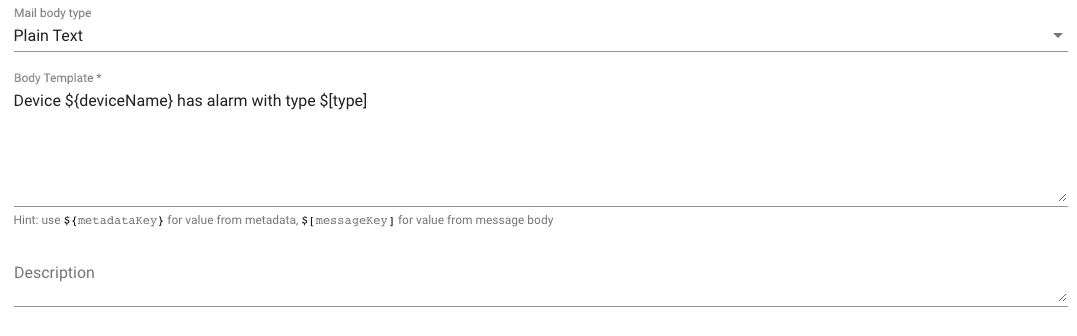 Mail body type
Plain Text
Body Template *
Device ${deviceName} has alarm with type $[type]
Hint: use ${metadataKey} for value from metadata, $[messageKey] for value from message body
Description